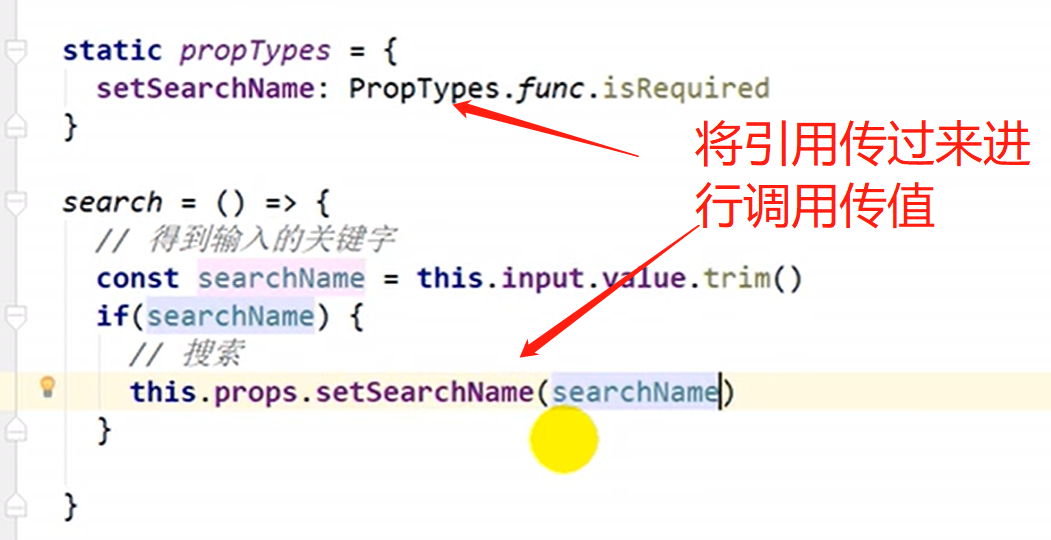 static propTypes = {
setSearchName: PropTypes.func.isRequired
}
将引用传过来进
行调用传值
search = () => {
// 得到输入的关键字
const searchName = this.input.value.trim()
if(searchName) {
// 搜索
this.props.setSearchName(searchName)
}
}